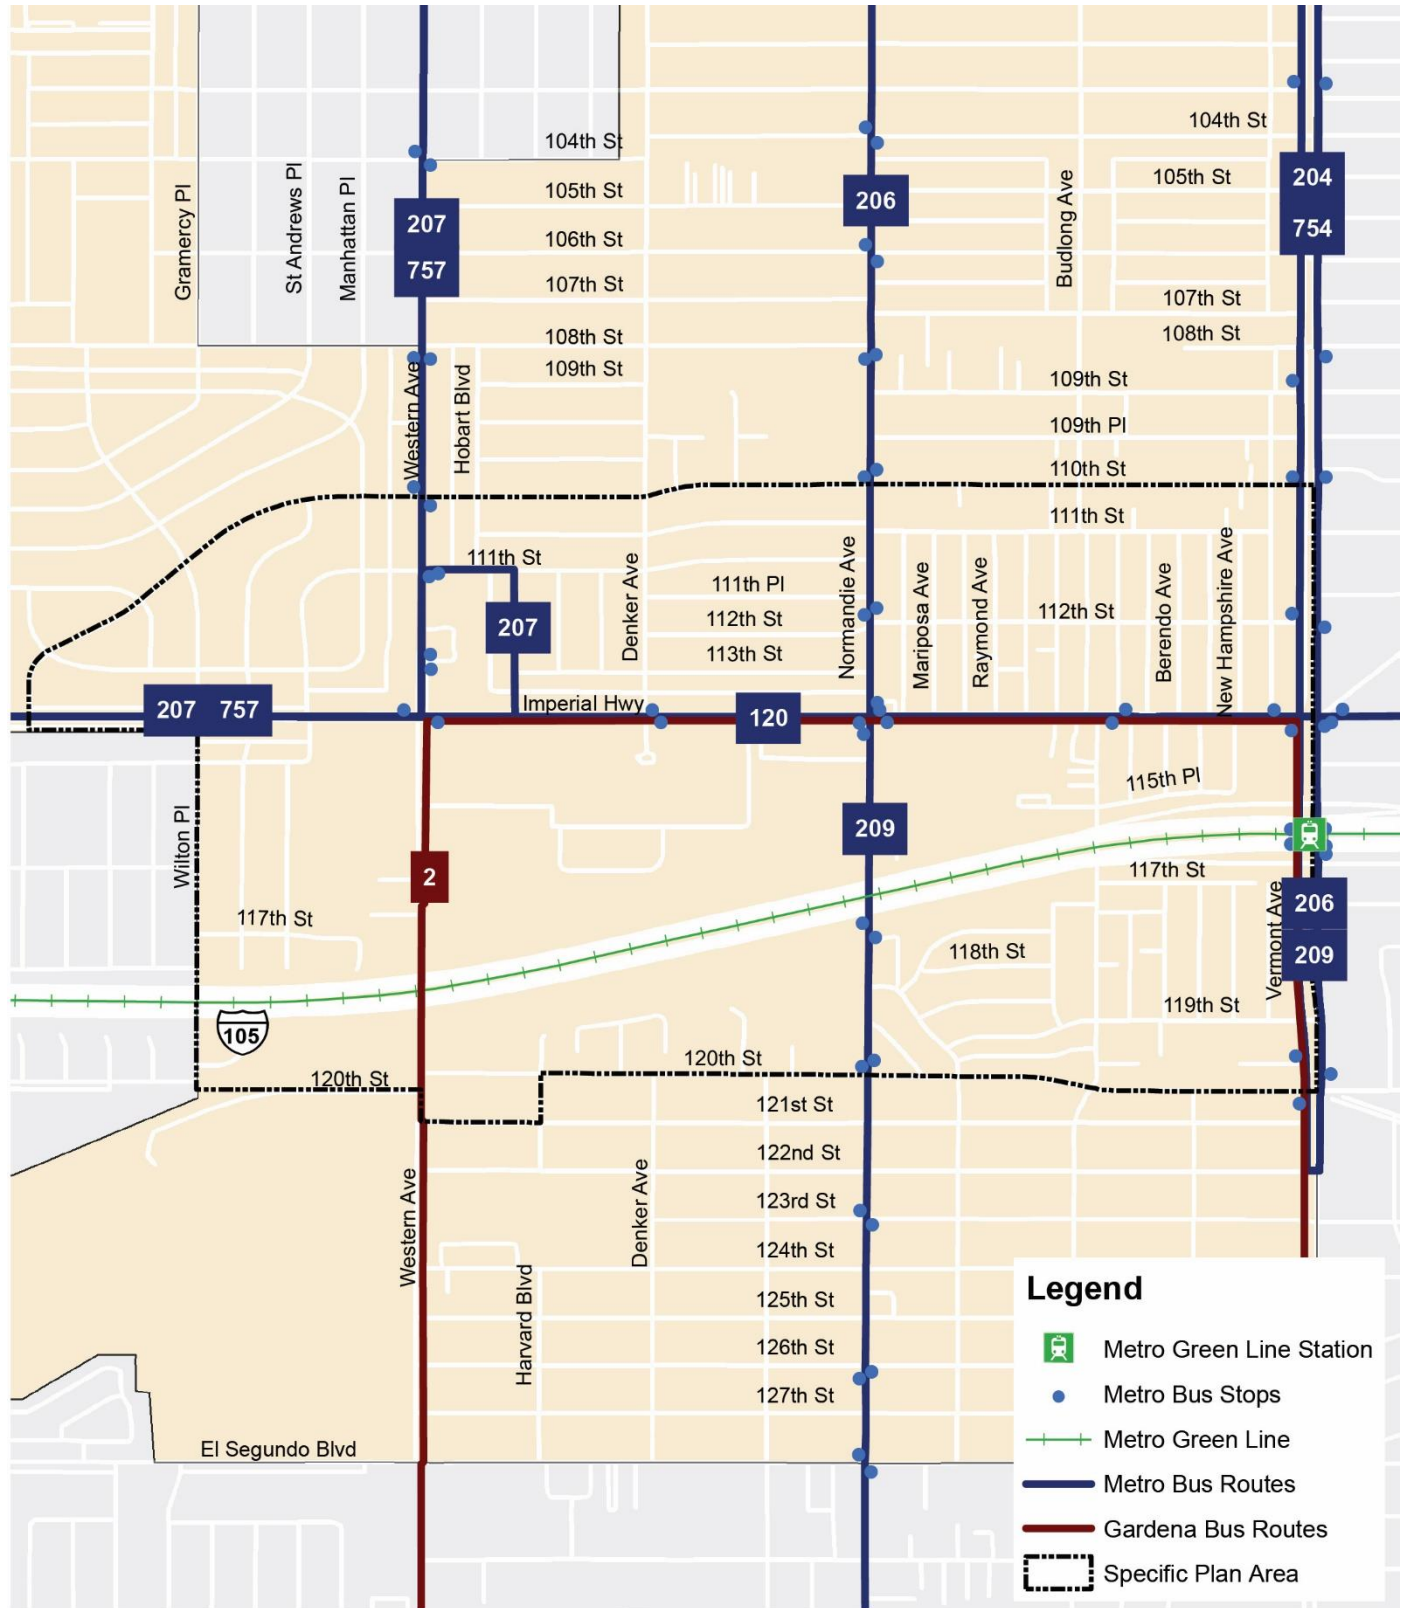 104th St
104th St
105th St
105th St
204
754
206
207
757
Gramercy Pl
St Andrews Pl
Manhattan Pl
Budlong Ave
106th St
107th St
107th St
108th St
108th St
109th St
109th St
Western Ave
Hobart Blvd
109th Pl
110th St
111th St
111th St
111th Pl
112th St
112th St
113th St
207
Denker Ave
Normandie Ave
Mariposa Ave
Raymond Ave
Berendo Ave
New Hampshire Ave
Imperial Hwy
207 757
120
115th Pl
209
Wilton Pl
2
117th St
117th St
206
209
Vermont Ave
118th St
119th St
105
120th St
120th St
121st St
122nd St
123rd St
124th St
125th St
126th St
127th St
Western Ave
Denker Ave
Harvard Blvd
El Segundo Blvd
Legend
Metro Green Line Station
Metro Bus Stops
Metro Green Line
Metro Bus Routes
Gardena Bus Routes
Specific Plan Area